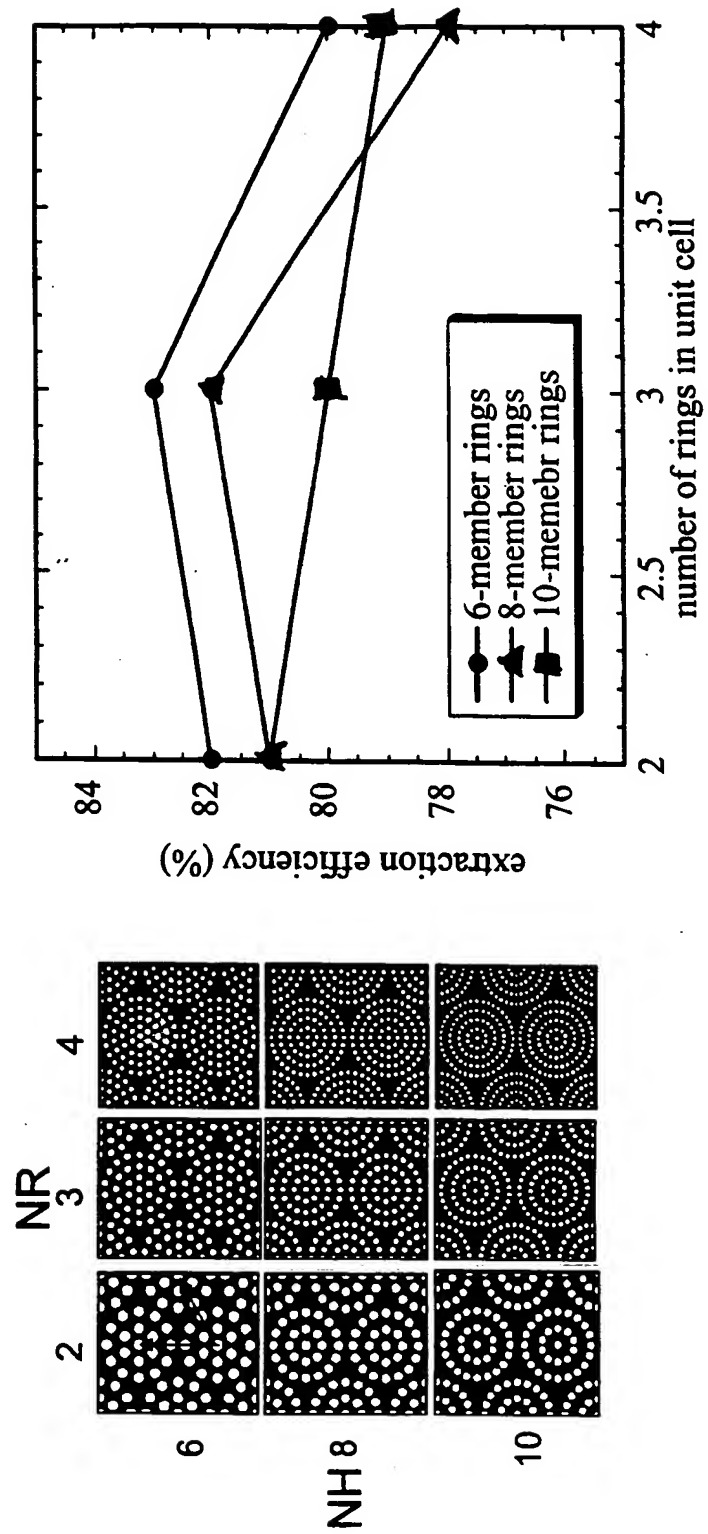 NR
2 3 4
6
NH 8
10
extraction efficiency (%)
84
82
80
78
76
2 2.5 3 3.5 4
number of rings in unit cell
6-member rings
8-member rings
10-memebr rings